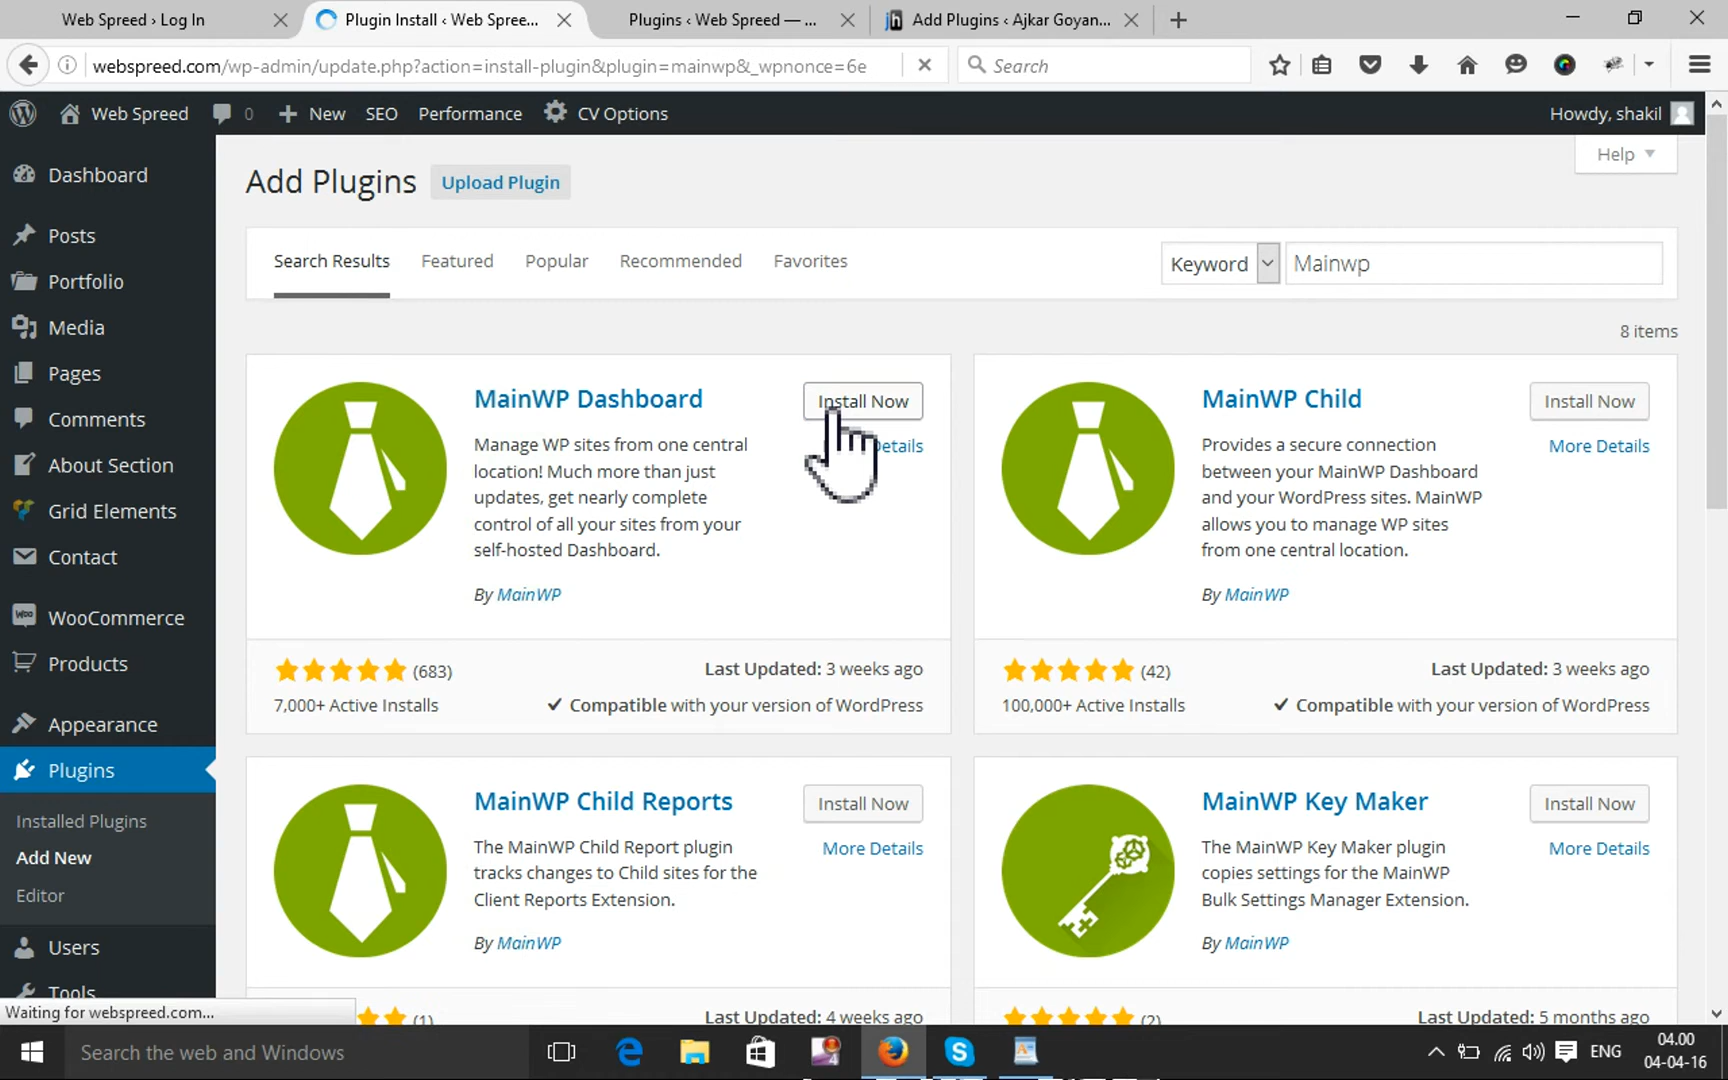 Web Spreed › Log In
Plugin Install ‹ Web Spree...
Plugins ‹ Web Spreed — ...
Add Plugins ‹ Ajkar Goyan...
webspreed.com/wp-admin/update.php?action=install-plugin&plugin=mainwp&_wpnonce=6e
Search
Web Spreed
0
New
SEO
Performance
CV Options
Howdy, shakil
Help
Dashboard
Posts
Portfolio
Media
Pages
Comments
About Section
Grid Elements
Contact
WooCommerce
Products
Appearance
Plugins
Installed Plugins
Add New
Editor
Users
Tools
Add Plugins
Upload Plugin
Search Results
Featured
Popular
Recommended
Favorites
Keyword
Mainwp
8 items
MainWP Dashboard
Install Now
Details
Manage WP sites from one central
location! Much more than just
updates, get nearly complete
control of all your sites from your
self-hosted Dashboard.
By MainWP
(683)
Last Updated: 3 weeks ago
7,000+ Active Installs
Compatible with your version of WordPress
MainWP Child
Install Now
More Details
Provides a secure connection
between your MainWP Dashboard
and your WordPress sites. MainWP
allows you to manage WP sites
from one central location.
By MainWP
(42)
Last Updated: 3 weeks ago
100,000+ Active Installs
Compatible with your version of WordPress
MainWP Child Reports
Install Now
More Details
The MainWP Child Report plugin
tracks changes to Child sites for the
Client Reports Extension.
By MainWP
(1)
Last Updated: 4 weeks ago
MainWP Key Maker
Install Now
More Details
The MainWP Key Maker plugin
copies settings for the MainWP
Bulk Settings Manager Extension.
By MainWP
(2)
Last Updated: 5 months ago
Waiting for webspreed.com...
Search the web and Windows
ENG
04.00
04-04-16